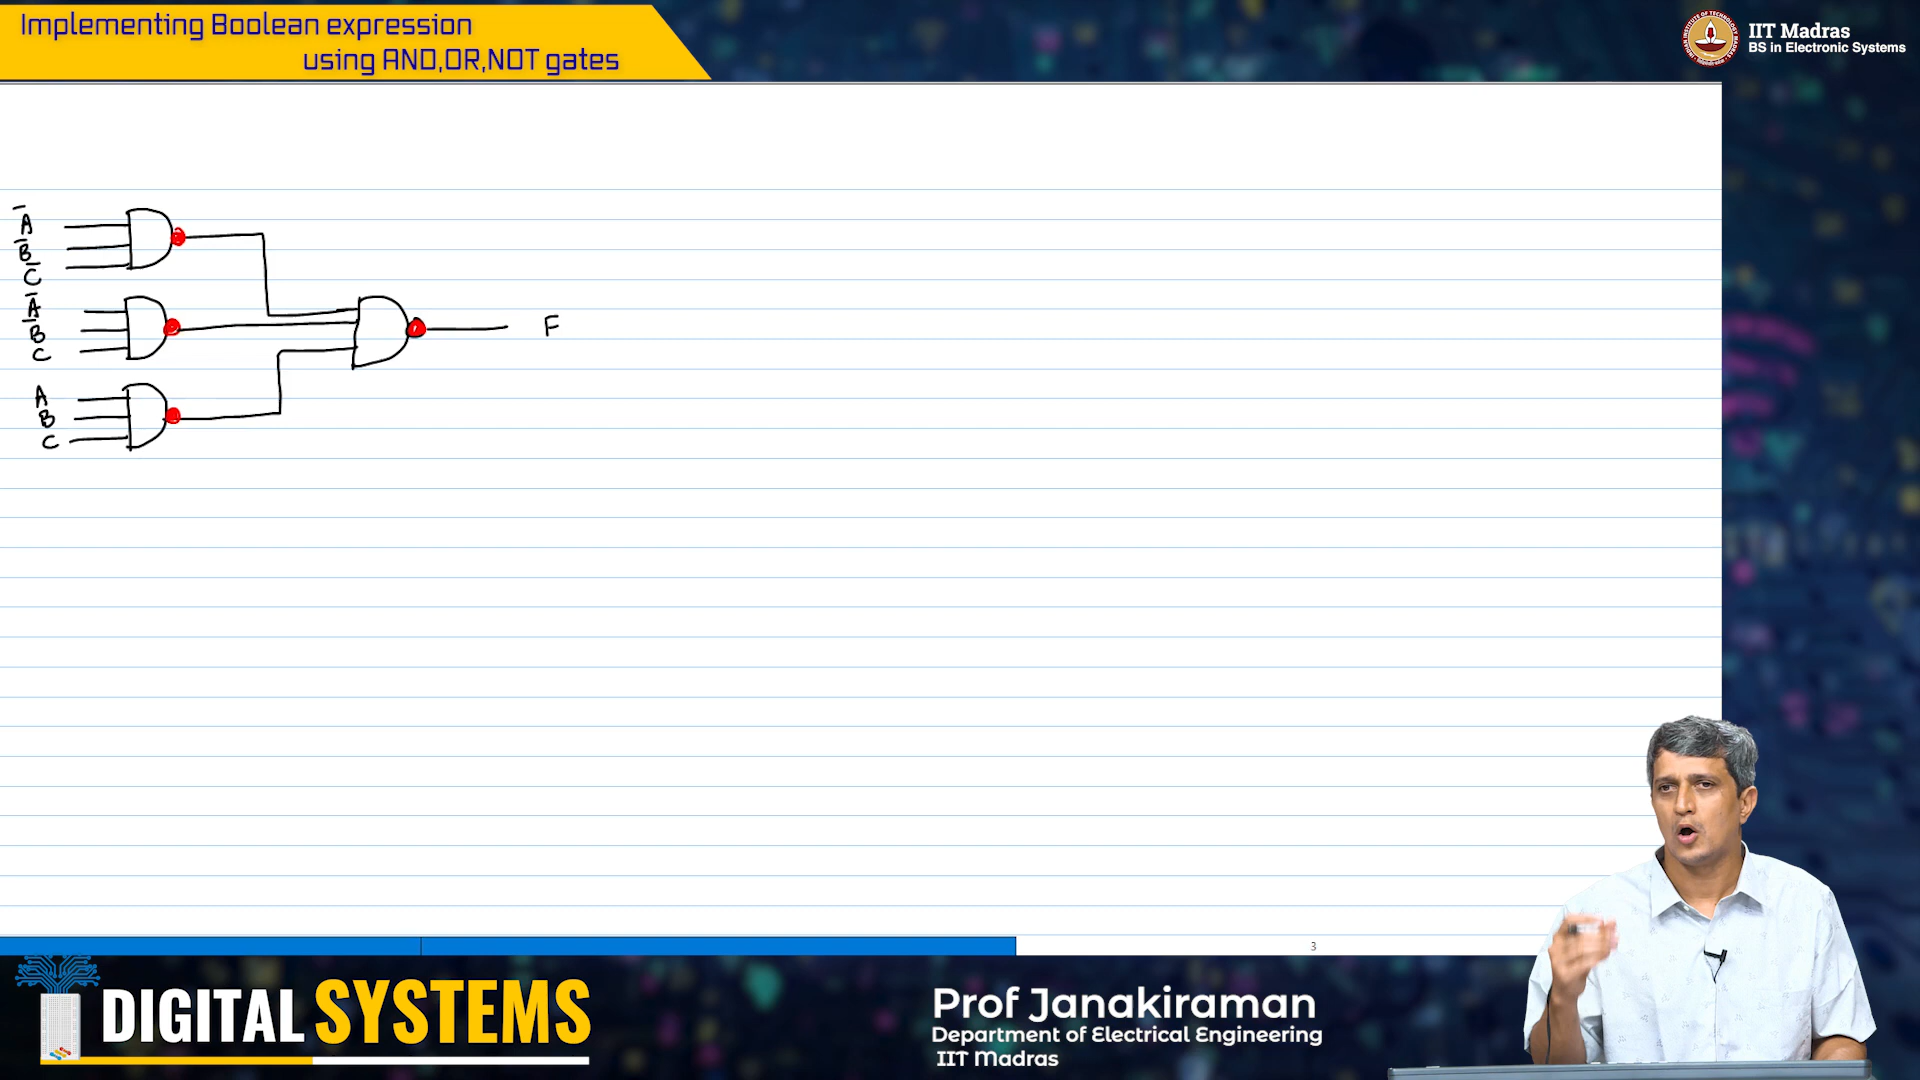 Implementing Boolean expression
using AND,OR,NOT gates
IIT Madras
BS in Electronic Systems
A̅
B̅
C̅
A̅
B̅
C
A
B
C
F
3
DIGITAL SYSTEMS
Prof Janakiraman
Department of Electrical Engineering
IIT Madras